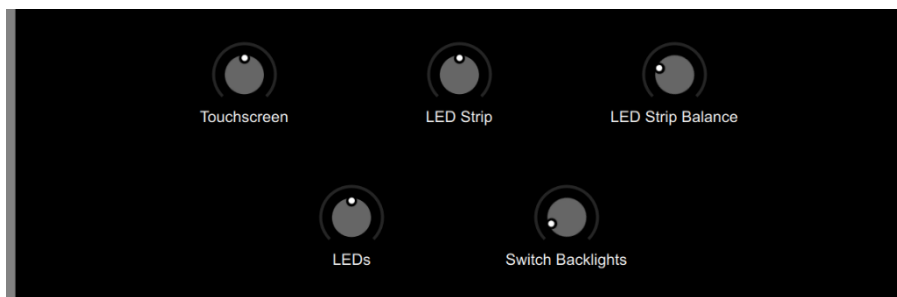 Touchscreen
LED Strip
LED Strip Balance
LEDs
Switch Backlights